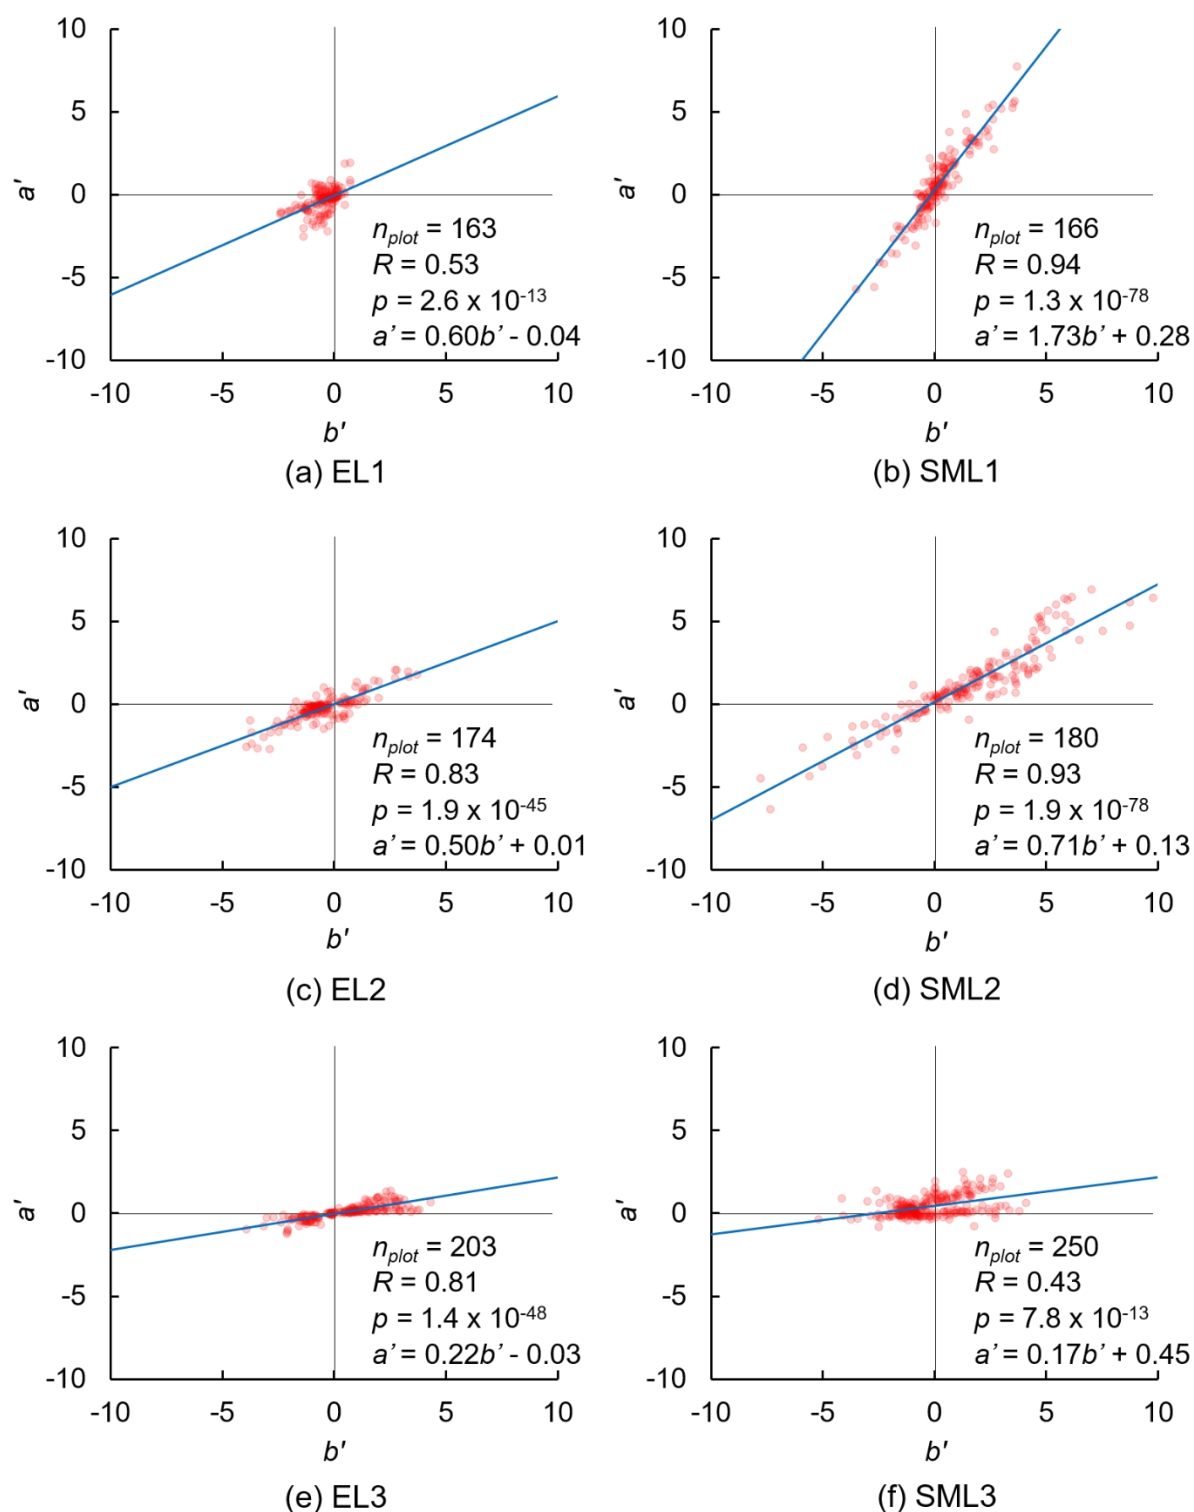 10
5
0
-5
-10
a'
-10 -5 0 5 10
b'
n_plot = 163
R = 0.53
p = 2.6 x 10^-13
a' = 0.60b' - 0.04
(a) EL1
10
5
0
-5
-10
a'
-10 -5 0 5 10
b'
n_plot = 166
R = 0.94
p = 1.3 x 10^-78
a' = 1.73b' + 0.28
(b) SML1
10
5
0
-5
-10
a'
-10 -5 0 5 10
b'
n_plot = 174
R = 0.83
p = 1.9 x 10^-45
a' = 0.50b' + 0.01
(c) EL2
10
5
0
-5
-10
a'
-10 -5 0 5 10
b'
n_plot = 180
R = 0.93
p = 1.9 x 10^-78
a' = 0.71b' + 0.13
(d) SML2
10
5
0
-5
-10
a'
-10 -5 0 5 10
b'
n_plot = 203
R = 0.81
p = 1.4 x 10^-48
a' = 0.22b' - 0.03
(e) EL3
10
5
0
-5
-10
a'
-10 -5 0 5 10
b'
n_plot = 250
R = 0.43
p = 7.8 x 10^-13
a' = 0.17b' + 0.45
(f) SML3